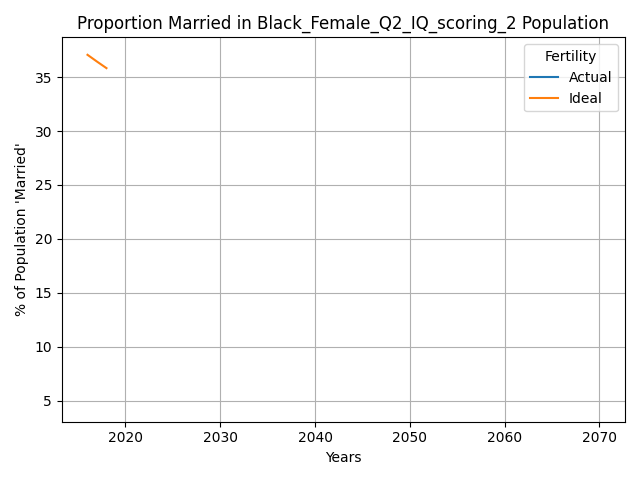 Proportion Married in Black_Female_Q2_IQ_scoring_2 Population
Fertility
Actual
Ideal
% of Population 'Married'
35
30
25
20
15
10
5
2020 2030 2040 2050 2060 2070
Years